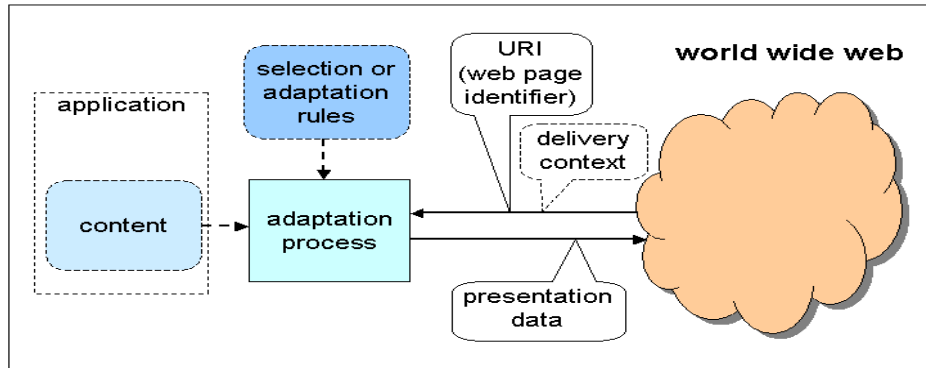 application
content
selection or
adaptation
rules
adaptation
process
URI
(web page
identifier)
delivery
context
presentation
data
world wide web